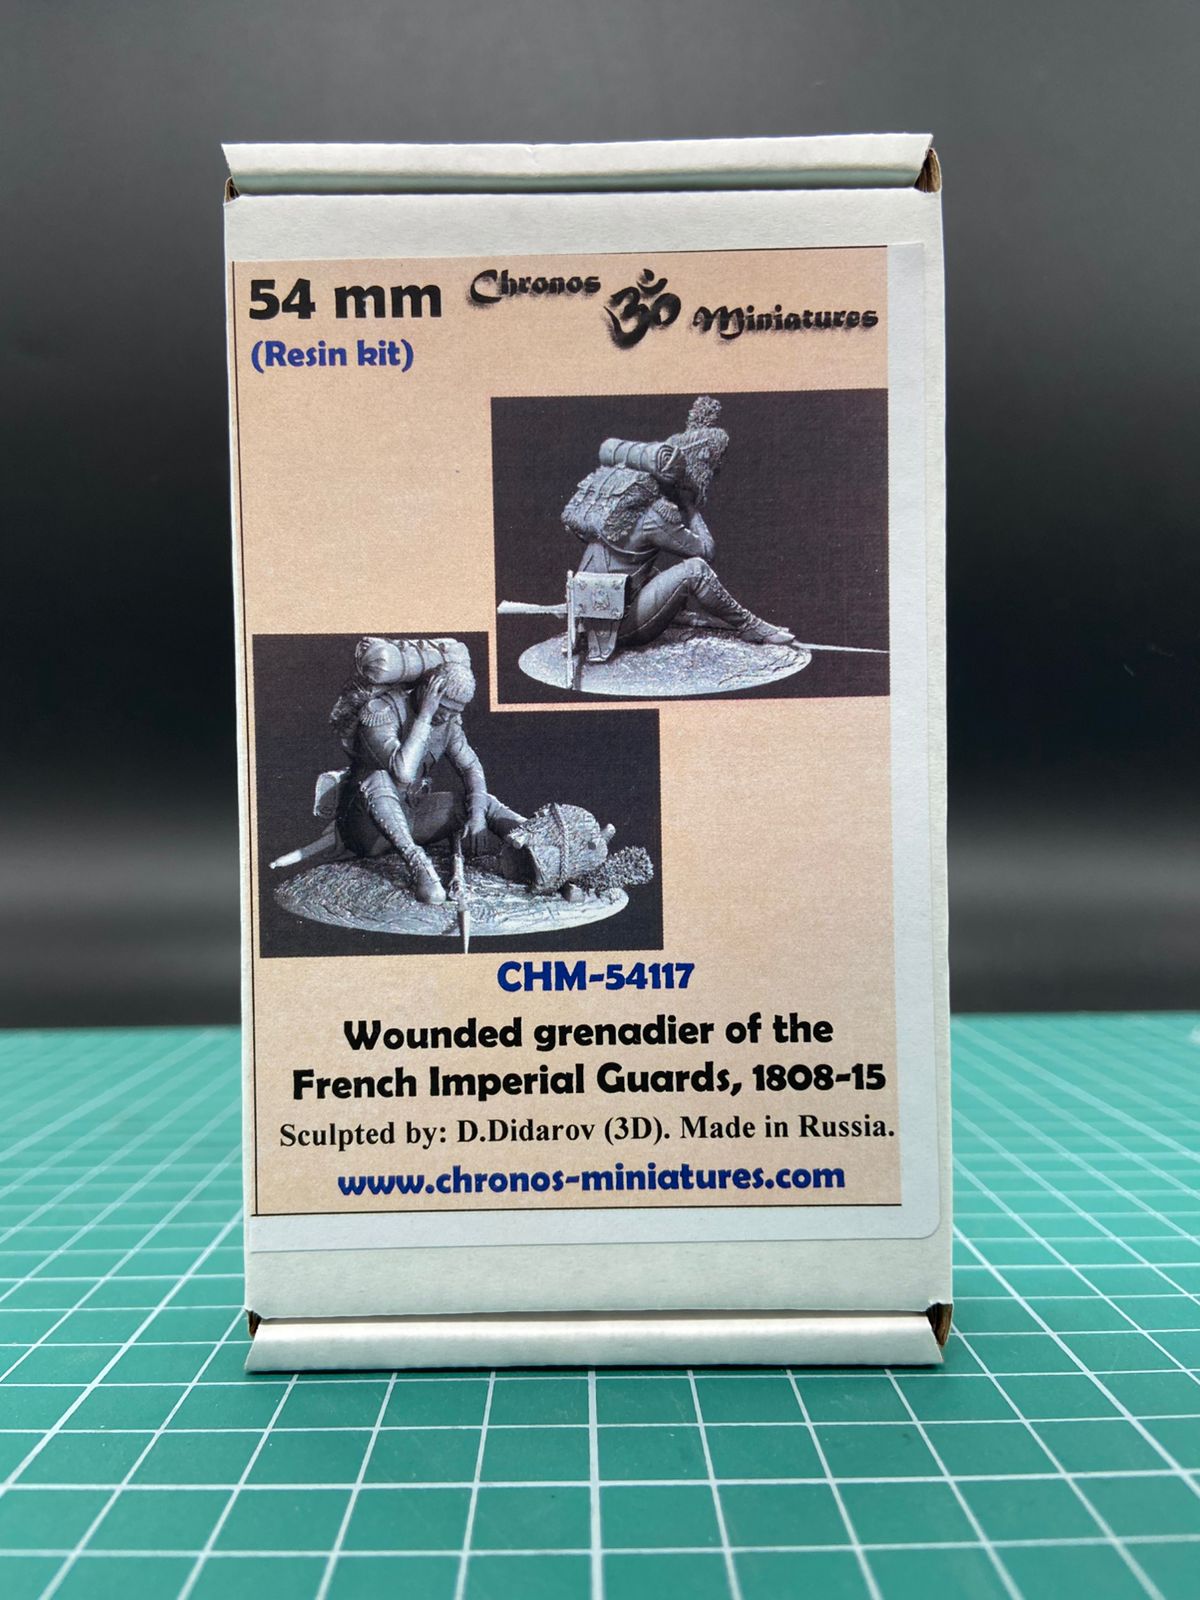 54 mm
Chronos ॐ Miniatures
(Resin kit)
CHM-54117
Wounded grenadier of the
French Imperial Guards, 1808-15
Sculpted by: D.Didarov (3D). Made in Russia.
www.chronos-miniatures.com